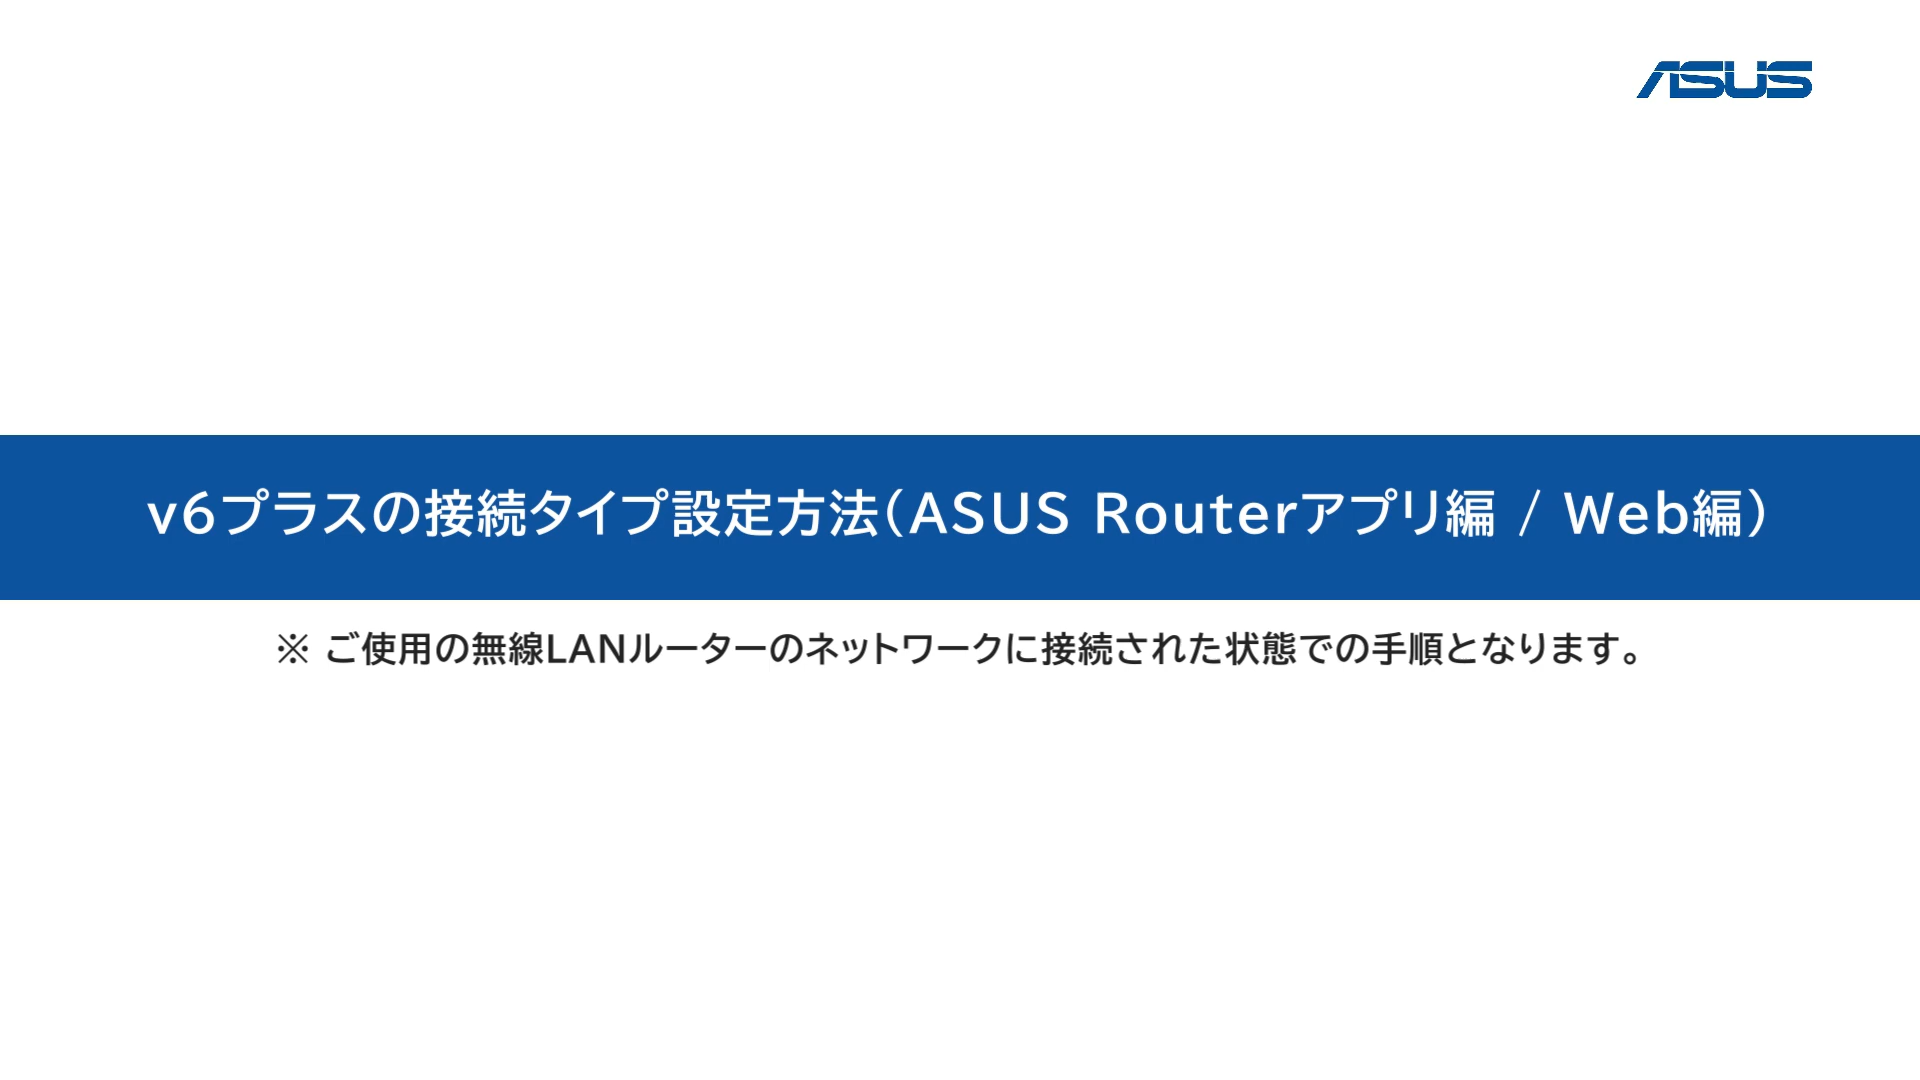 ASUS
v6プラスの接続タイプ設定方法(ASUS Routerアプリ編 / Web編)
※ ご使用の無線LANルーターのネットワークに接続された状態での手順となります。